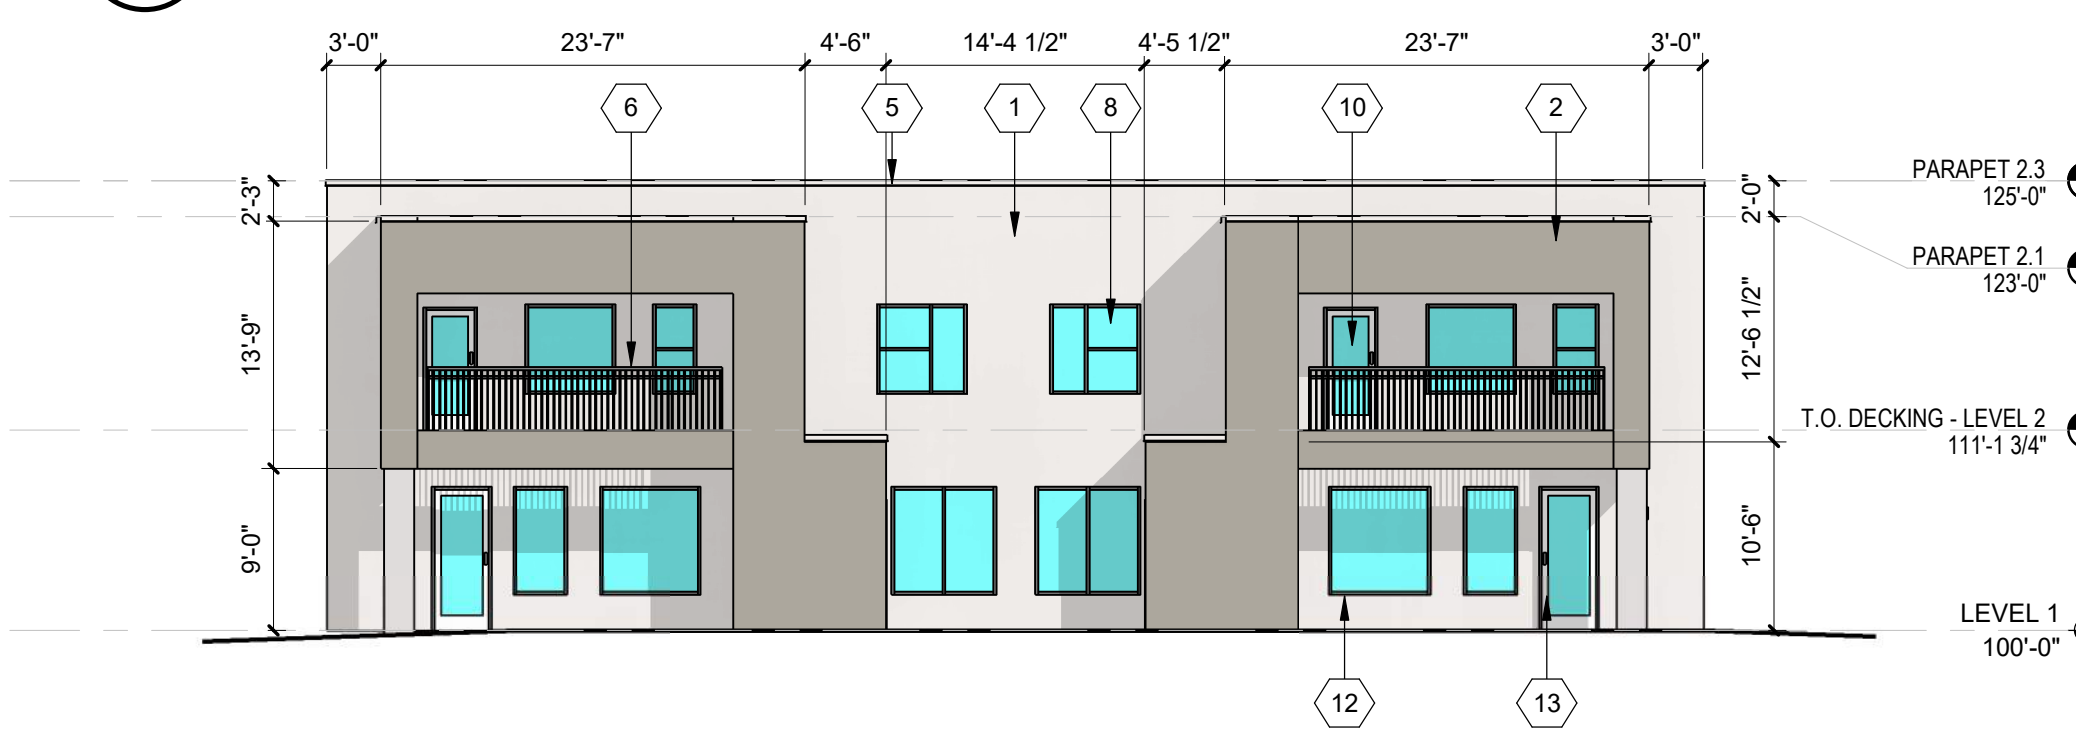 3'-0" 23'-7" 4'-6" 14'-4 1/2" 4'-5 1/2" 23'-7" 3'-0"
6 5 1 8 10 2
2'-3"
13'-9"
9'-0"
2'-0"
12'-6 1/2"
10'-6"
PARAPET 2.3
125'-0"
PARAPET 2.1
123'-0"
T.O. DECKING - LEVEL 2
111'-1 3/4"
LEVEL 1
100'-0"
12 13